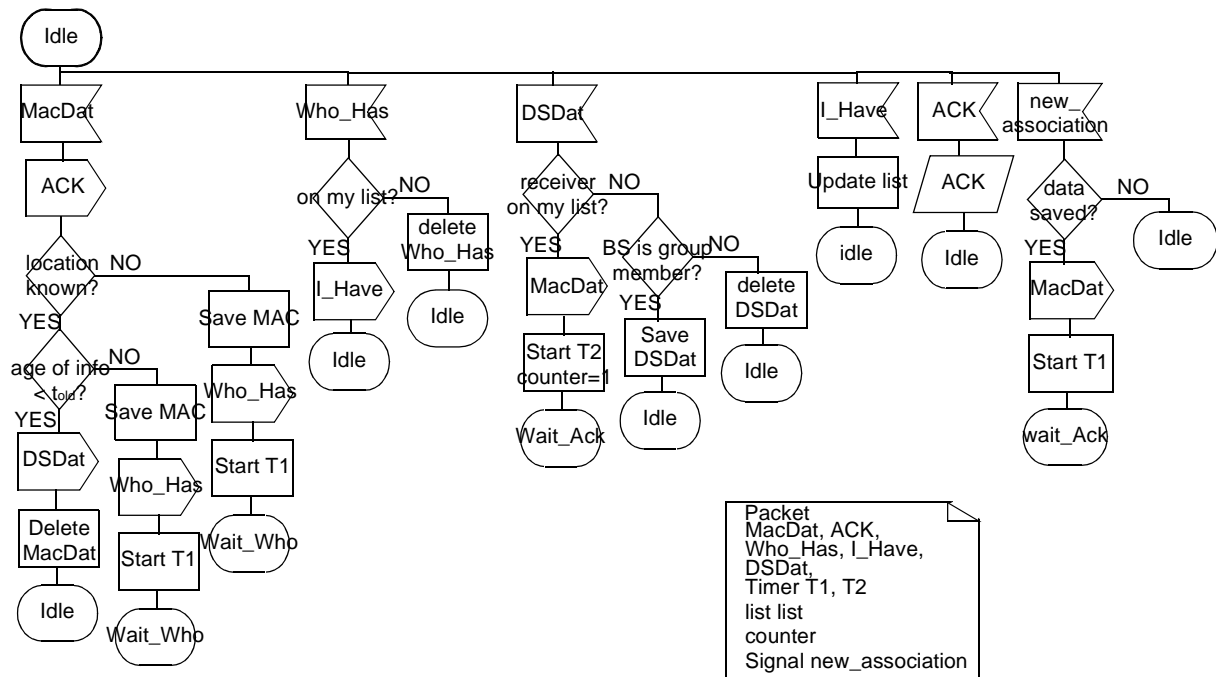 Idle
MacDat
ACK
location
known?
NO
YES
age of info
< told?
NO
YES
DSDat
Delete
MacDat
Idle
Save MAC
Who_Has
Start T1
Wait_Who
Save MAC
Who_Has
Start T1
Wait_Who
Who_Has
on my list?
NO
YES
I_Have
Idle
delete
Who_Has
Idle
DSDat
receiver
on my list?
NO
YES
MacDat
Start T2
counter=1
Wait_Ack
BS is group
member?
NO
YES
Save
DSDat
Idle
delete
DSDat
Idle
I_Have
Update list
idle
ACK
ACK
Idle
new_
association
data
saved?
NO
YES
Idle
MacDat
Start T1
wait_Ack
Packet
MacDat, ACK,
Who_Has, I_Have,
DSDat,
Timer T1, T2
list list
counter
Signal new_association